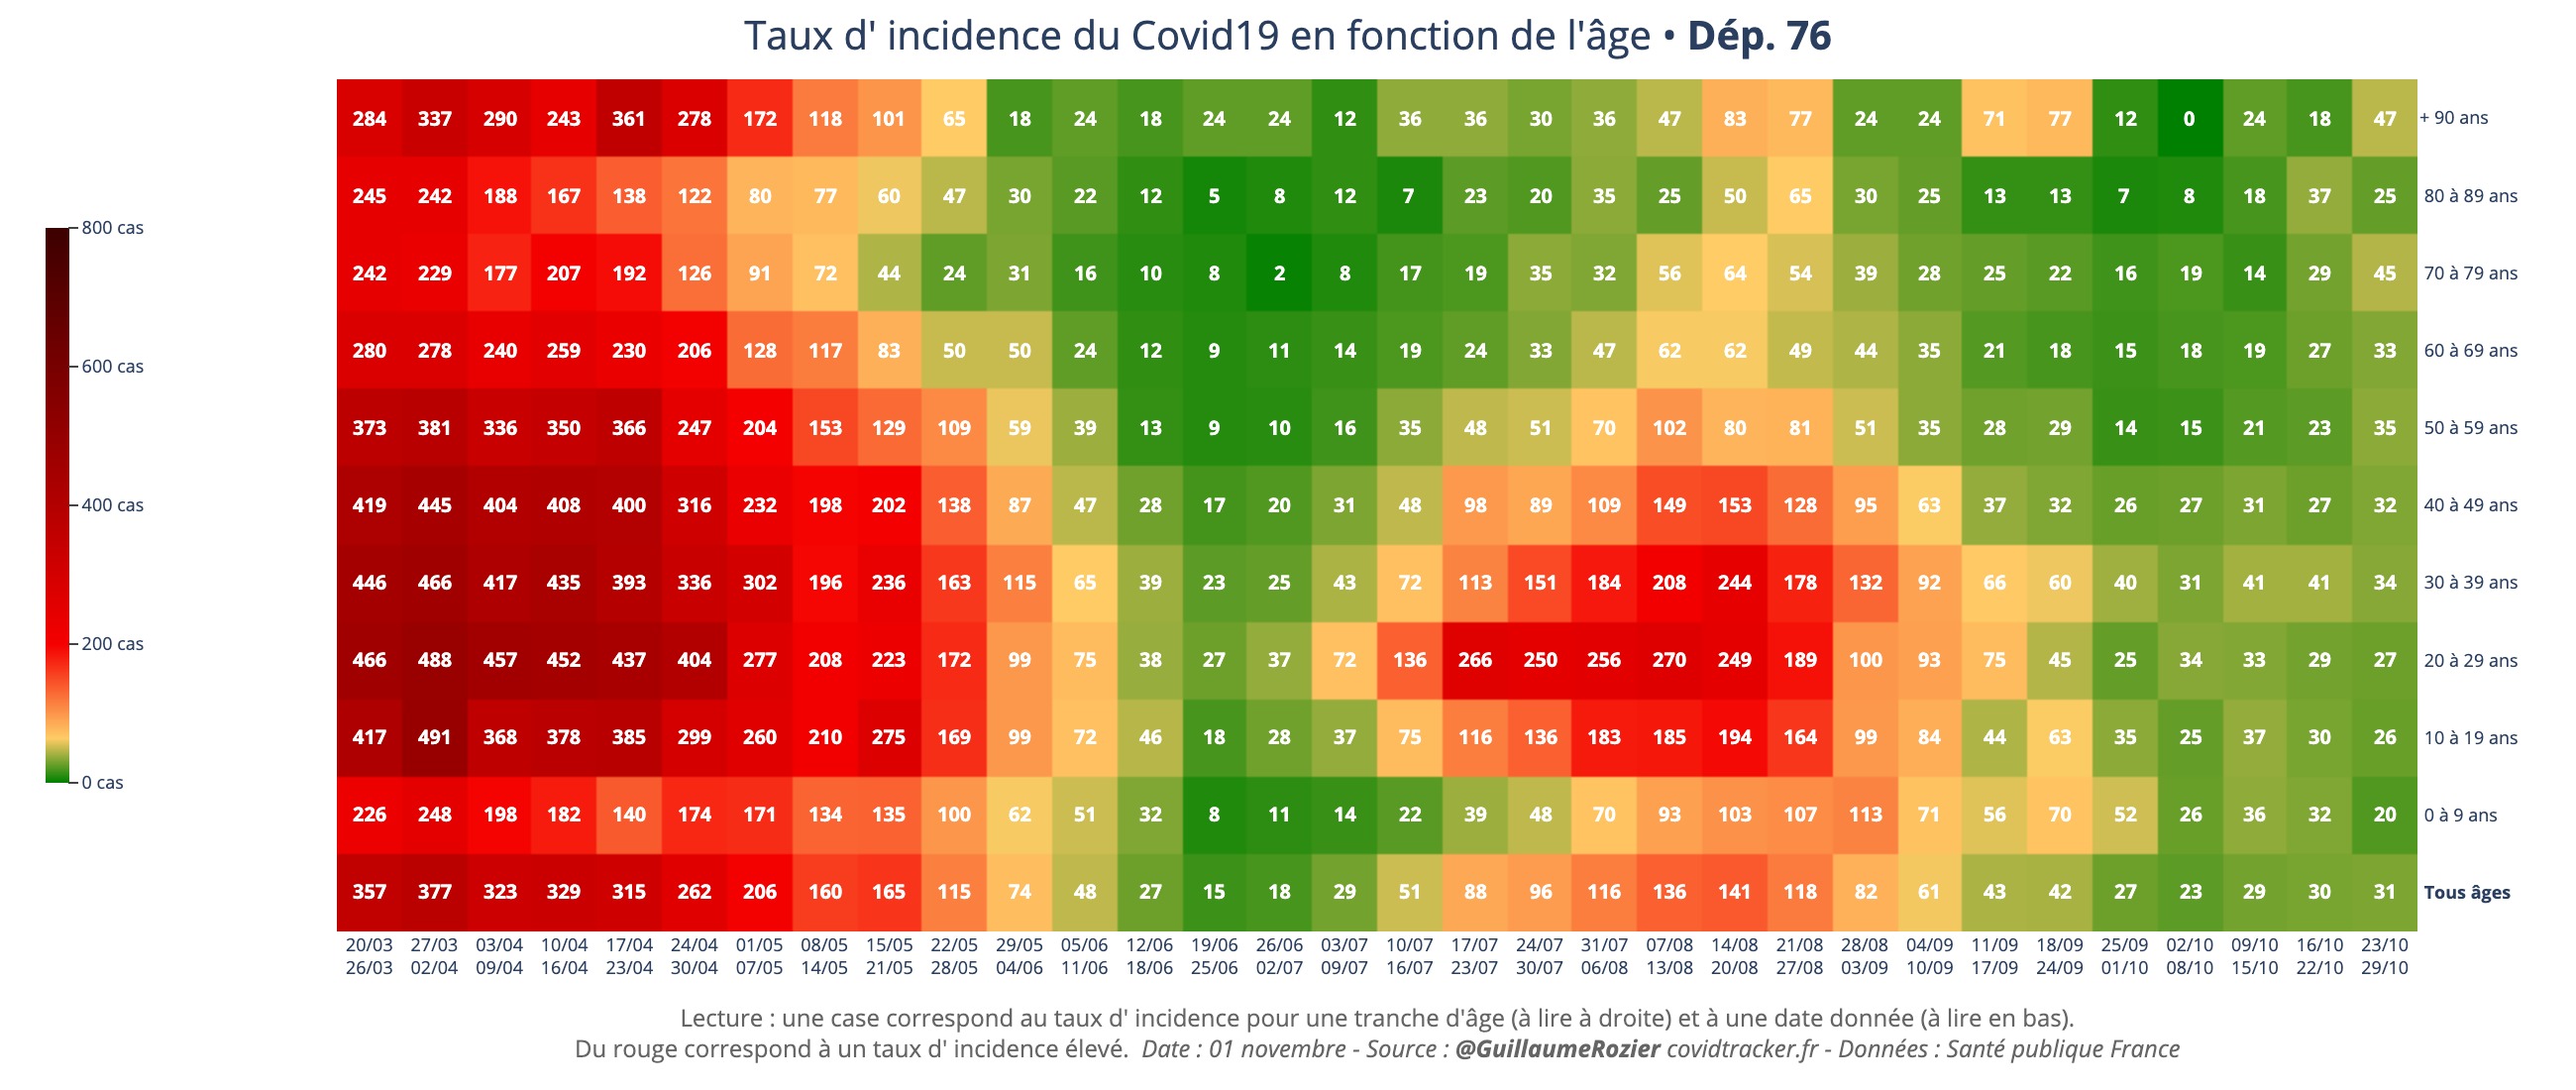 Taux d' incidence du Covid19 en fonction de l'âge • Dép. 76
800 cas
600 cas
400 cas
200 cas
0 cas
284 337 290 243 361 278 172 118 101 65 18 24 18 24 24 12 36 36 30 36 47 83 77 24 24 71 77 12 0 24 18 47 + 90 ans
245 242 188 167 138 122 80 77 60 47 30 22 12 5 8 12 7 23 20 35 25 50 65 30 25 13 13 7 8 18 37 25 80 à 89 ans
242 229 177 207 192 126 91 72 44 24 31 16 10 8 2 8 17 19 35 32 56 64 54 39 28 25 22 16 19 14 29 45 70 à 79 ans
280 278 240 259 230 206 128 117 83 50 50 24 12 9 11 14 19 24 33 47 62 62 49 44 35 21 18 15 18 19 27 33 60 à 69 ans
373 381 336 350 366 247 204 153 129 109 59 39 13 9 10 16 35 48 51 70 102 80 81 51 35 28 29 14 15 21 23 35 50 à 59 ans
419 445 404 408 400 316 232 198 202 138 87 47 28 17 20 31 48 98 89 109 149 153 128 95 63 37 32 26 27 31 27 32 40 à 49 ans
446 466 417 435 393 336 302 196 236 163 115 65 39 23 25 43 72 113 151 184 208 244 178 132 92 66 60 40 31 41 41 34 30 à 39 ans
466 488 457 452 437 404 277 208 223 172 99 75 38 27 37 72 136 266 250 256 270 249 189 100 93 75 45 25 34 33 29 27 20 à 29 ans
417 491 368 378 385 299 260 210 275 169 99 72 46 18 28 37 75 116 136 183 185 194 164 99 84 44 63 35 25 37 30 26 10 à 19 ans
226 248 198 182 140 174 171 134 135 100 62 51 32 8 11 14 22 39 48 70 93 103 107 113 71 56 70 52 26 36 32 20 0 à 9 ans
357 377 323 329 315 262 206 160 165 115 74 48 27 15 18 29 51 88 96 116 136 141 118 82 61 43 42 27 23 29 30 31 Tous âges
20/03 27/03 03/04 10/04 17/04 24/04 01/05 08/05 15/05 22/05 29/05 05/06 12/06 19/06 26/06 03/07 10/07 17/07 24/07 31/07 07/08 14/08 21/08 28/08 04/09 11/09 18/09 25/09 02/10 09/10 16/10 23/10
26/03 02/04 09/04 16/04 23/04 30/04 07/05 14/05 21/05 28/05 04/06 11/06 18/06 25/06 02/07 09/07 16/07 23/07 30/07 06/08 13/08 20/08 27/08 03/09 10/09 17/09 24/09 01/10 08/10 15/10 22/10 29/10
Lecture : une case correspond au taux d' incidence pour une tranche d'âge (à lire à droite) et à une date donnée (à lire en bas).
Du rouge correspond à un taux d' incidence élevé. Date : 01 novembre - Source : @GuillaumeRozier covidtracker.fr - Données : Santé publique France